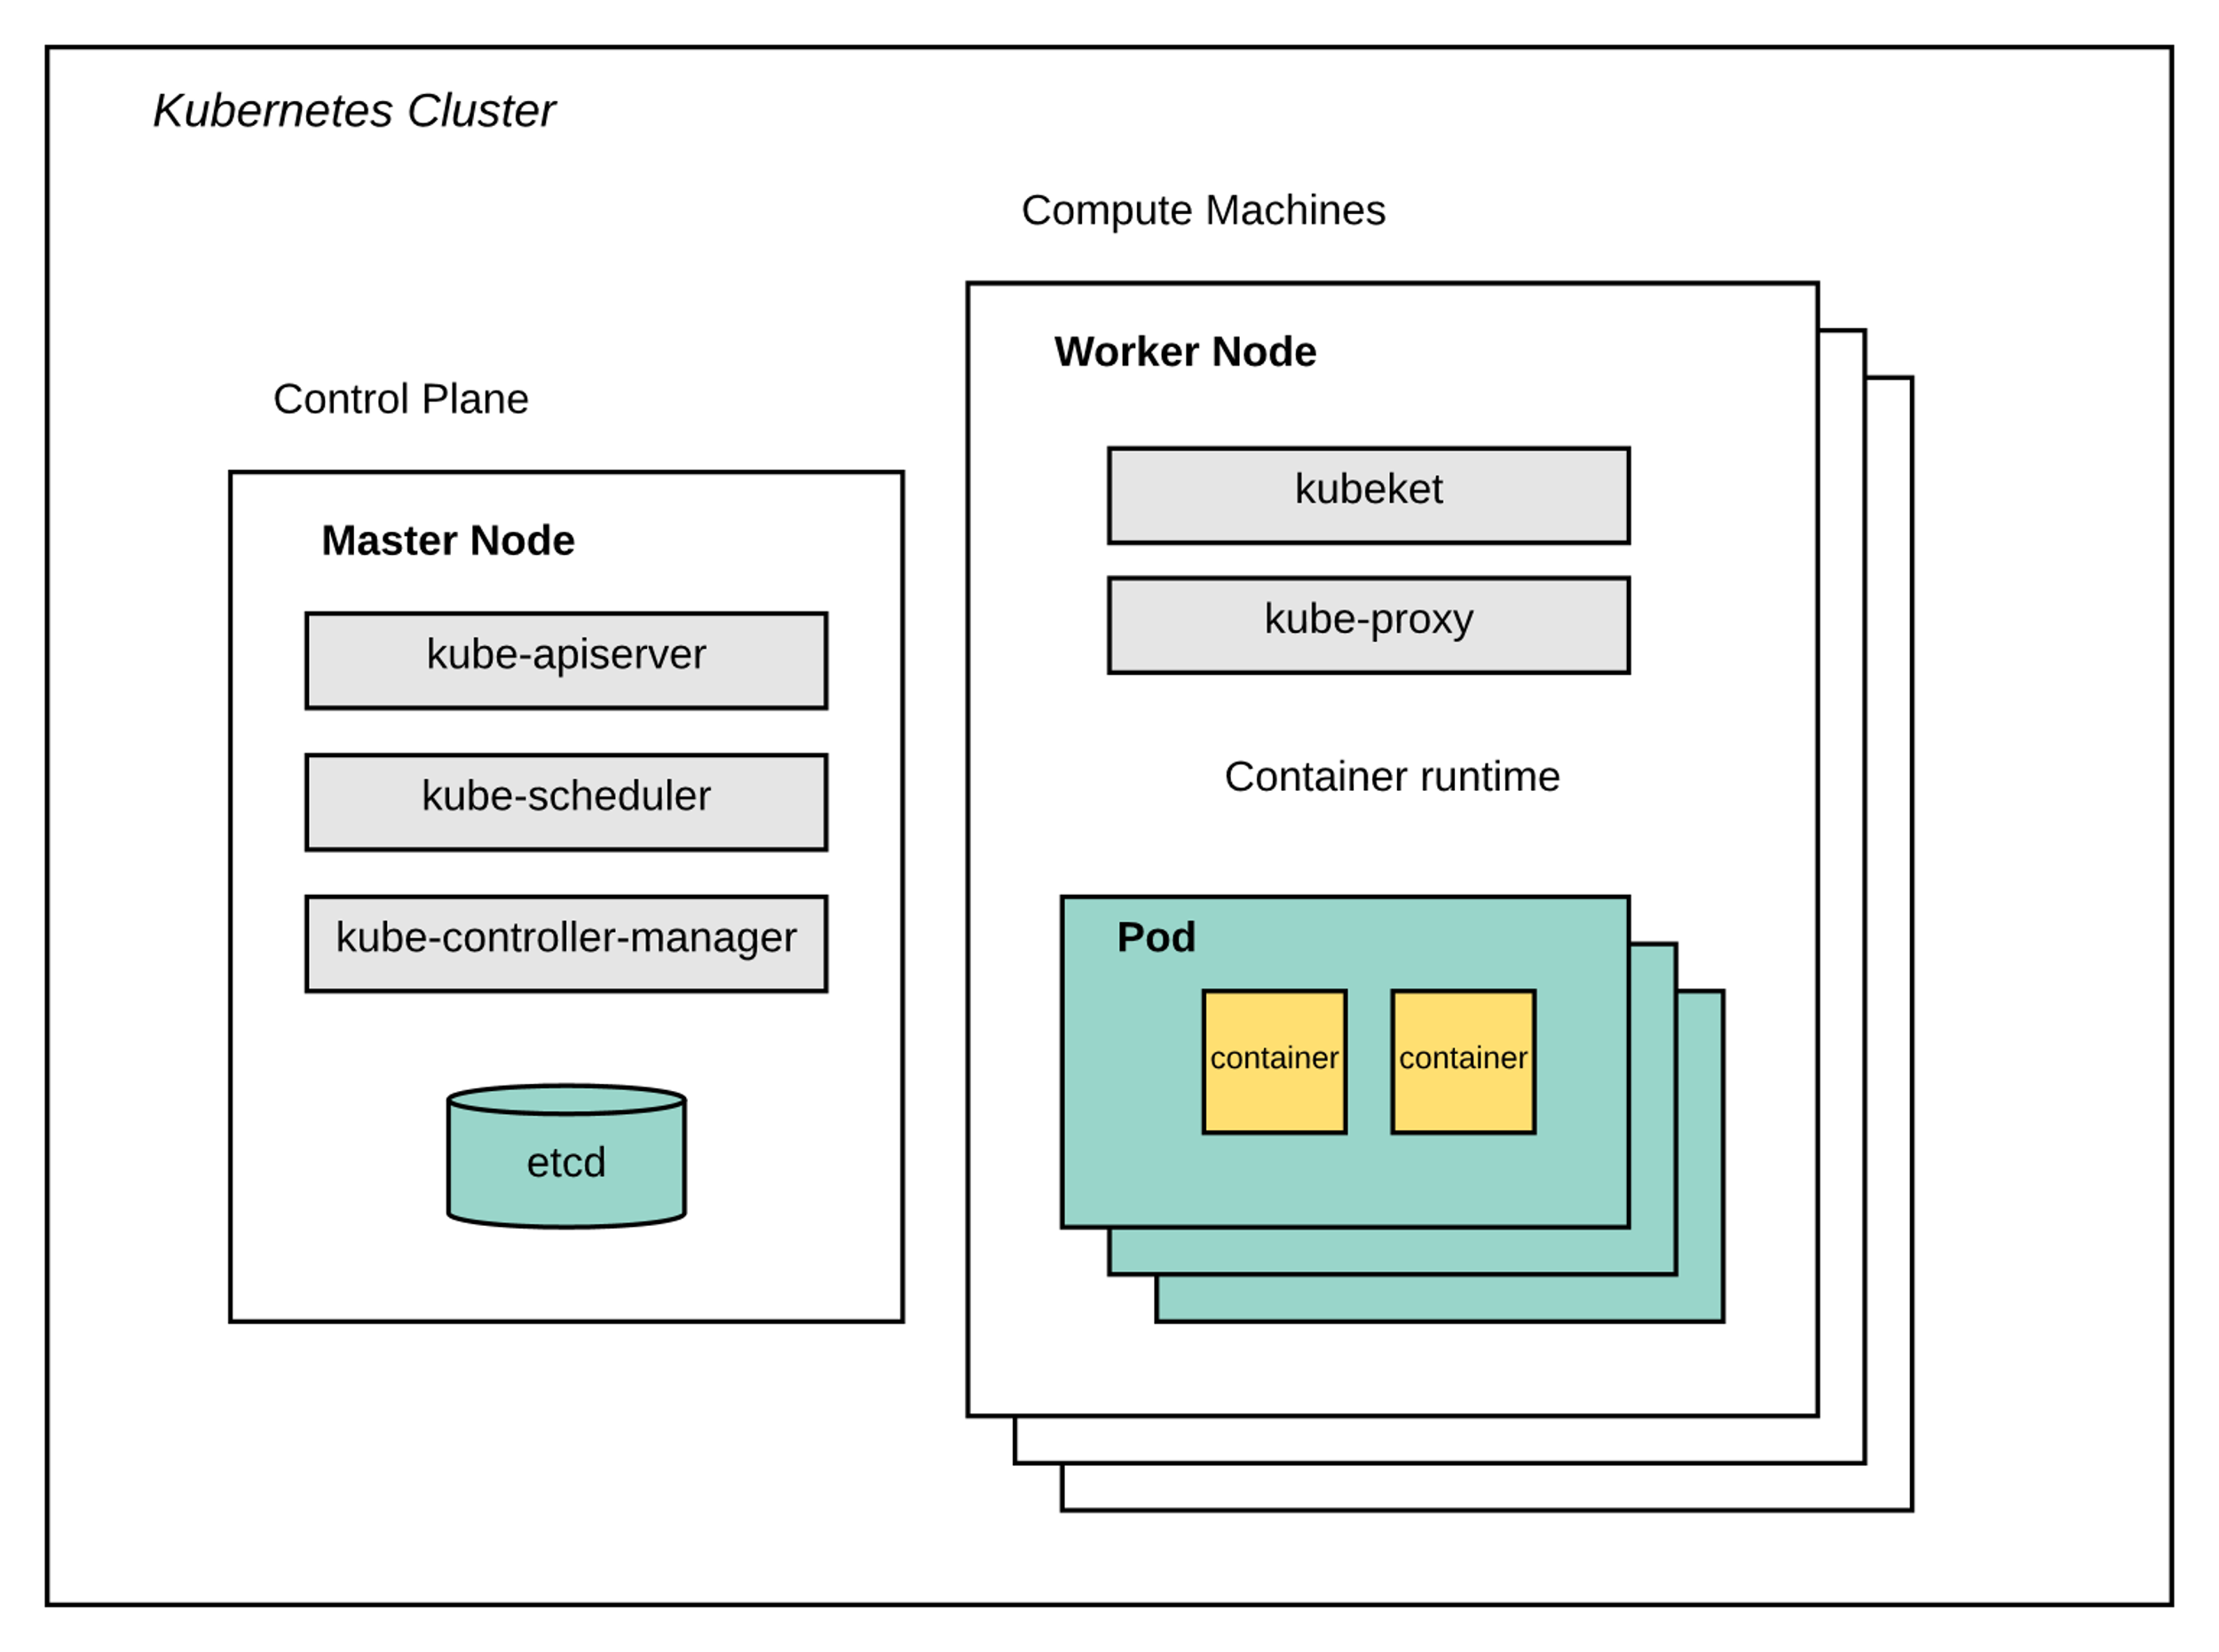 Kubernetes Cluster
Control Plane
Master Node
kube-apiserver
kube-scheduler
kube-controller-manager
etcd
Compute Machines
Worker Node
kubeket
kube-proxy
Container runtime
Pod
container
container